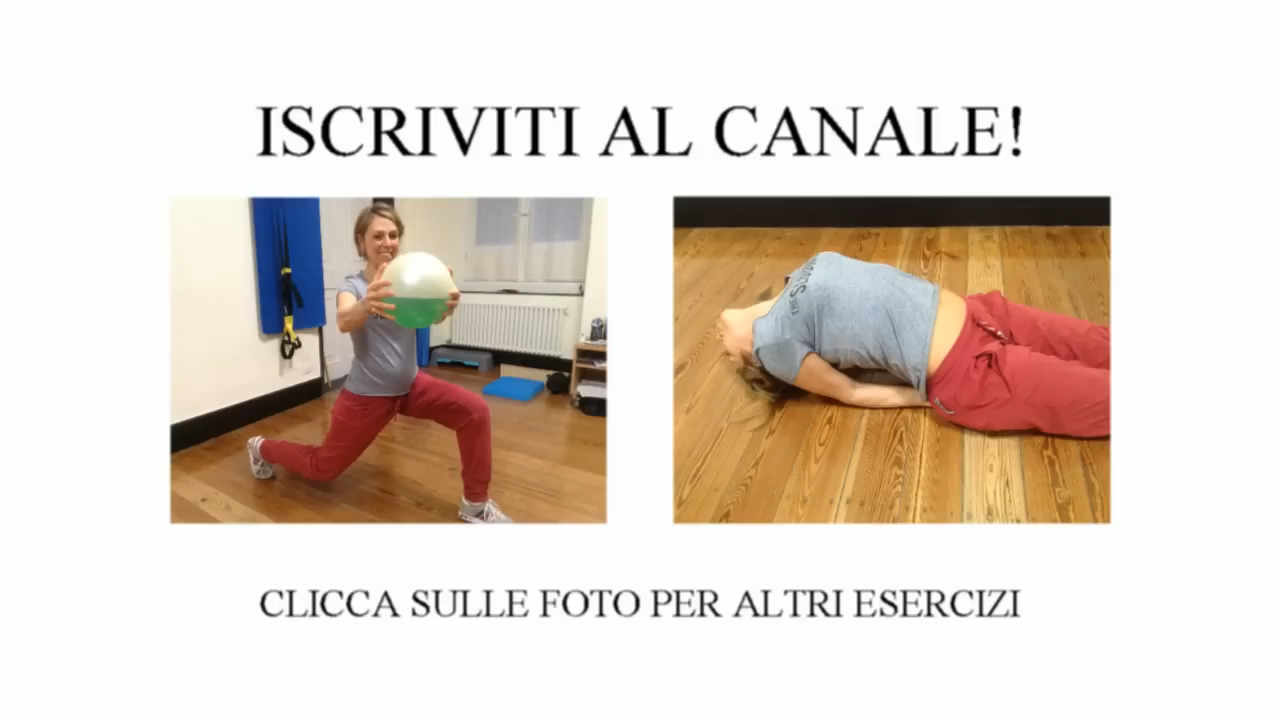 ISCRIVITI AL CANALE!
CLICCA SULLE FOTO PER ALTRI ESERCIZI